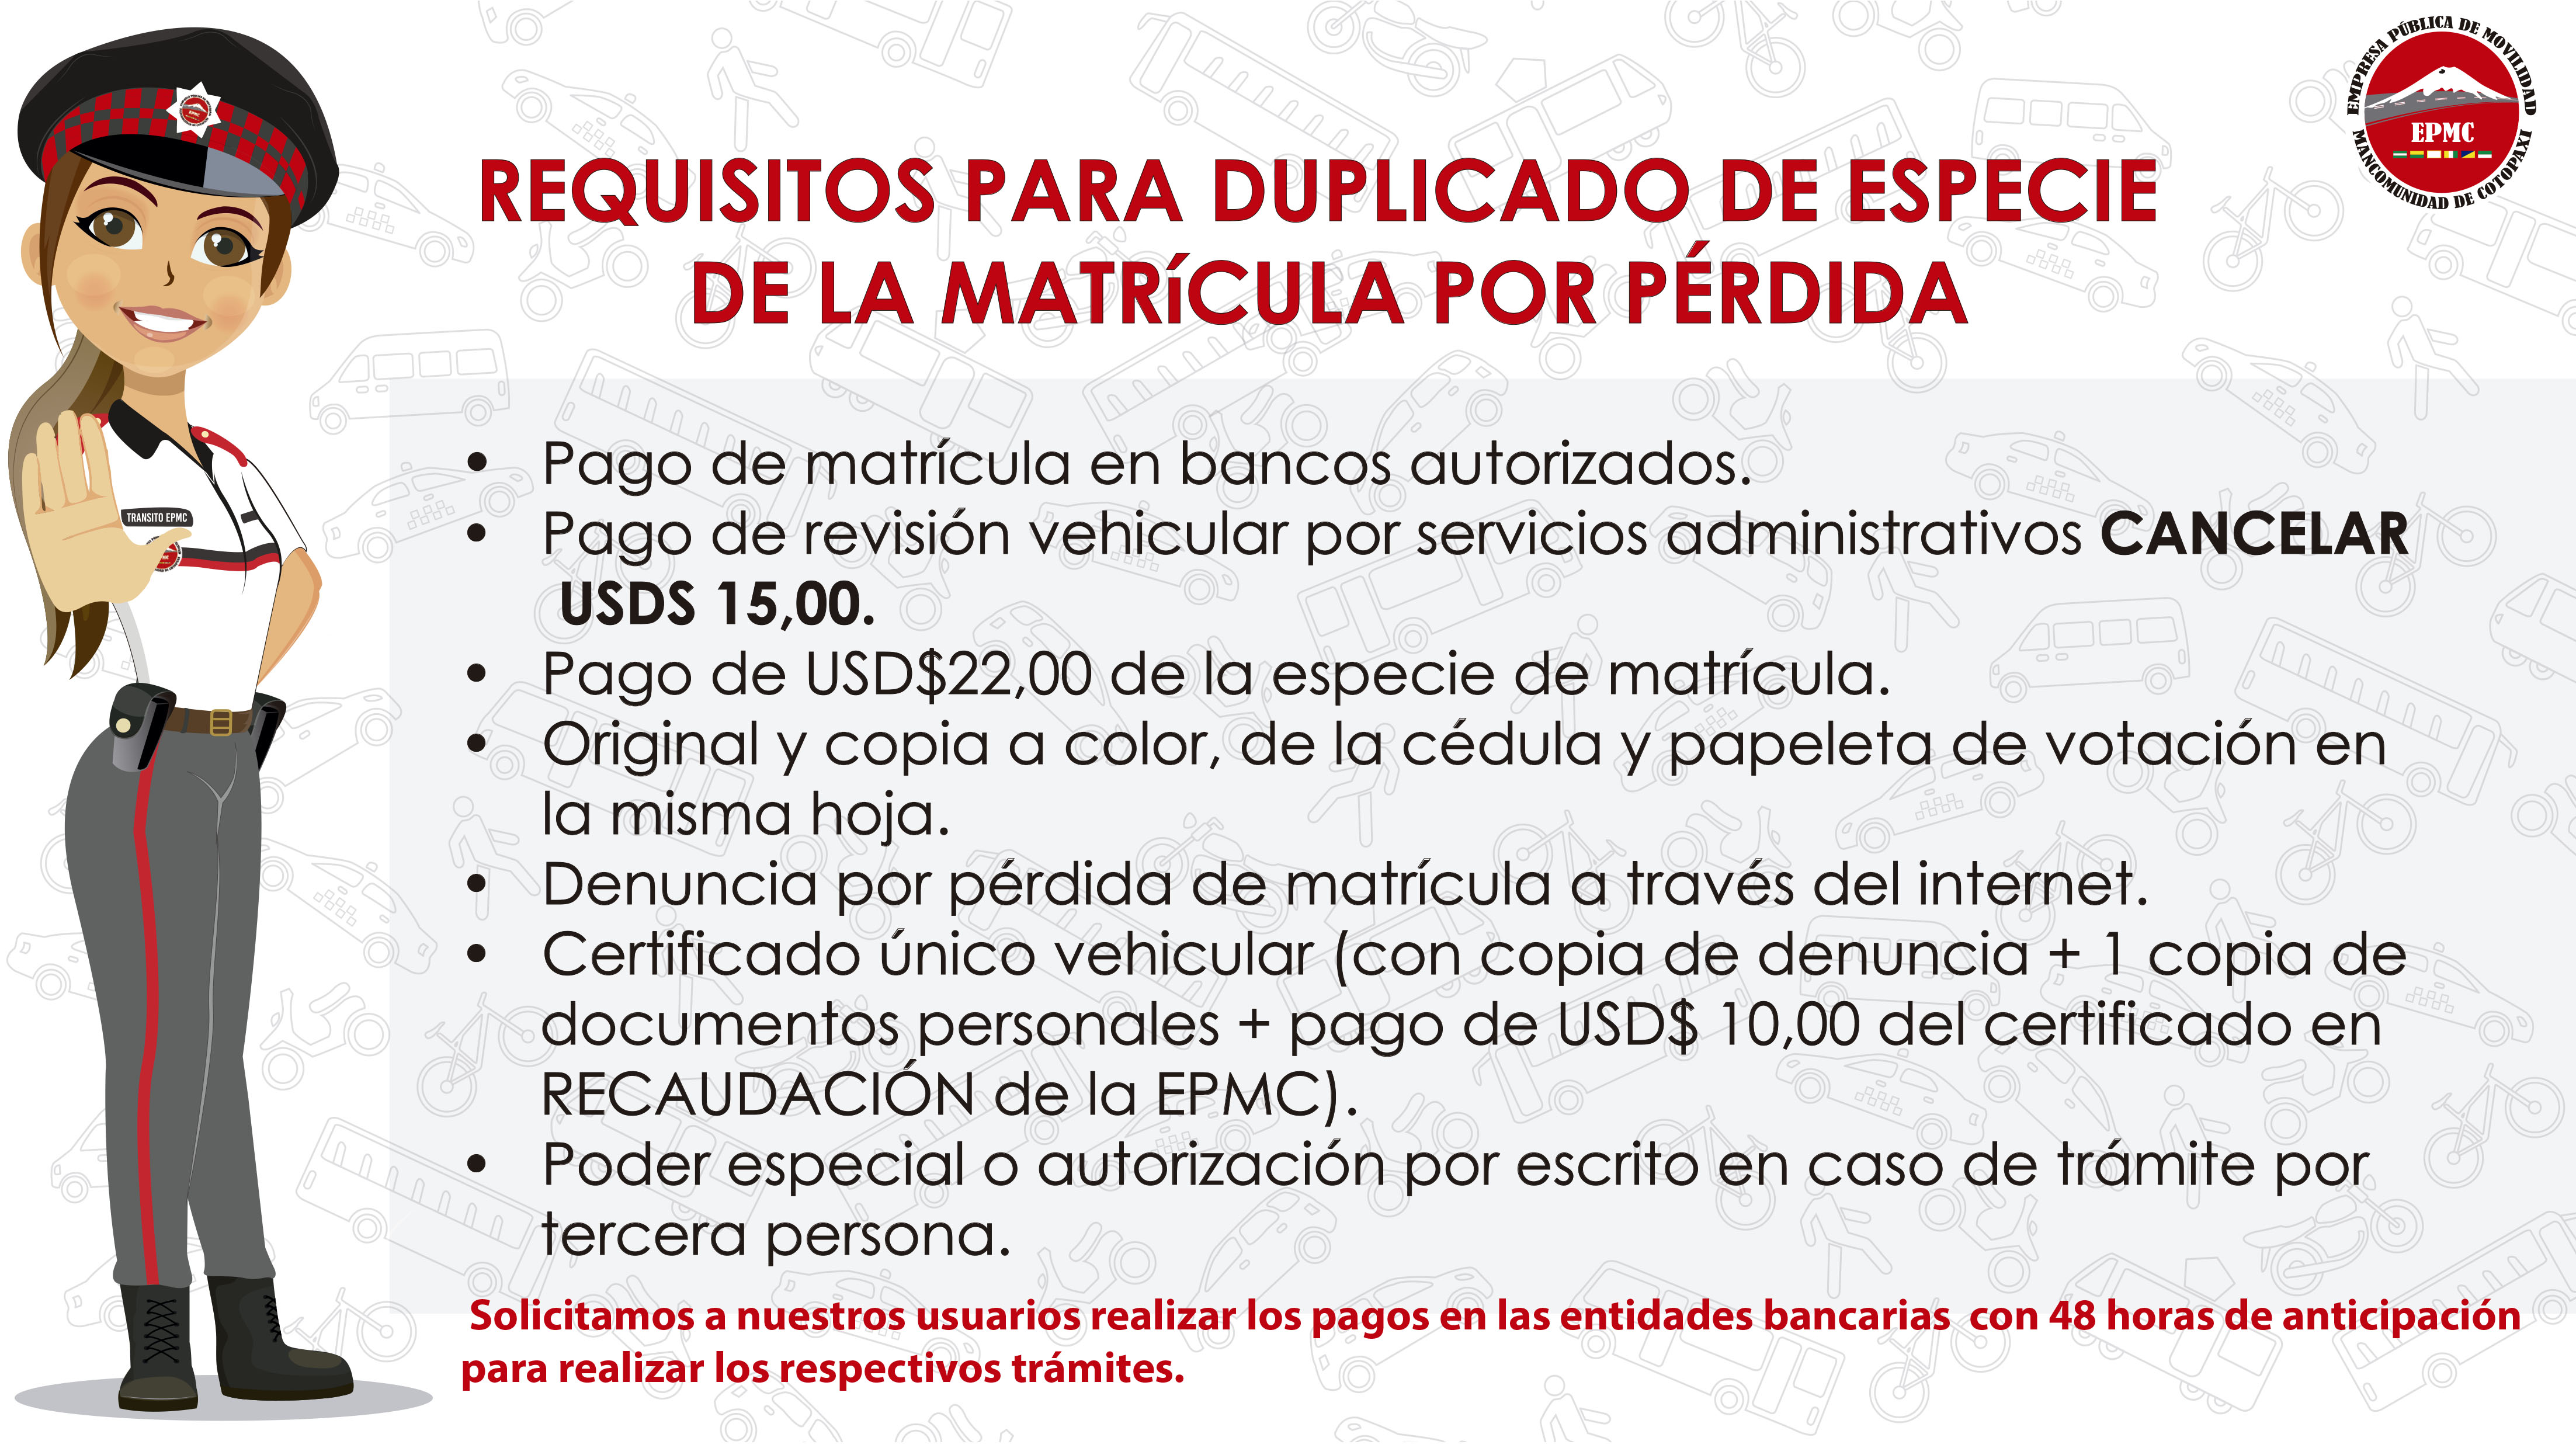 EMPRESA PÚBLICA DE MOVILIDAD
EPMC
MANCOMUNIDAD DE COTOPAXI
REQUISITOS PARA DUPLICADO DE ESPECIE
DE LA MATRíCULA POR PÉRDIDA
• Pago de matrícula en bancos autorizados.
• Pago de revisión vehicular por servicios administrativos CANCELAR
USDS 15,00.
• Pago de USD$22,00 de la especie de matrícula.
• Original y copia a color, de la cédula y papeleta de votación en
la misma hoja.
• Denuncia por pérdida de matrícula a través del internet.
• Certificado único vehicular (con copia de denuncia + 1 copia de
documentos personales + pago de USD$ 10,00 del certificado en
RECAUDACIÓN de la EPMC).
• Poder especial o autorización por escrito en caso de trámite por
tercera persona.
Solicitamos a nuestros usuarios realizar los pagos en las entidades bancarias con 48 horas de anticipación
para realizar los respectivos trámites.
TRANSITO EPMC